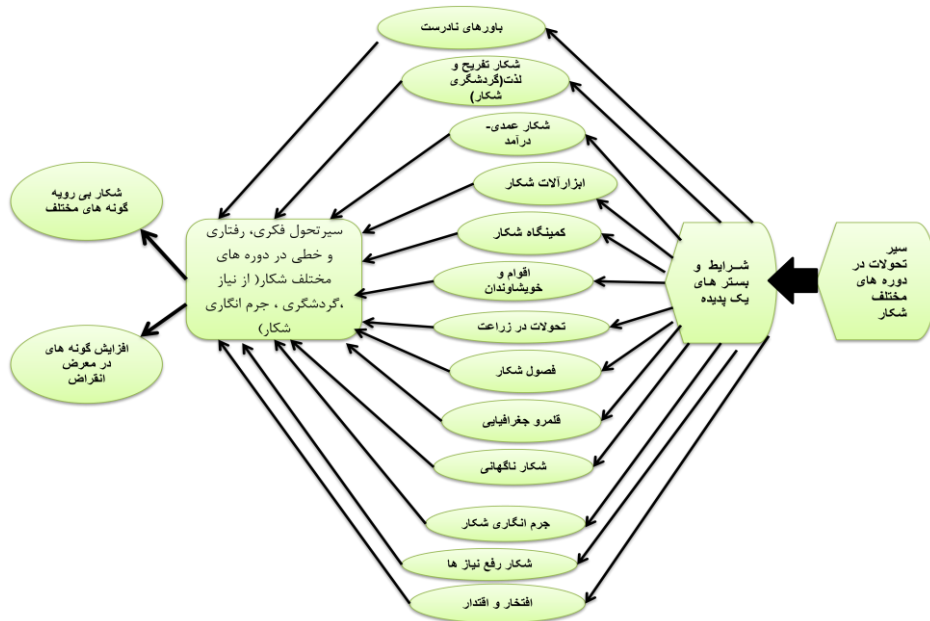 باورهای نادرست
شکار تفریح و
لذت(گردشگری
شکار)
شکار عمدی-
درآمد
ابزارآلات شکار
کمینگاه شکار
اقوام و
خویشاوندان
تحولات در زراعت
فصول شکار
قلمرو جغرافیایی
شکار ناگهانی
جرم انگاری شکار
شکار رفع نیاز ها
افتخار و اقتدار
سیر
تحولات در
دوره های
مختلف
شکار
شرایط و
بستر های
یک پدیده
سیرتحول فکری، رفتاری
و خطی در دوره های
مختلف شکار( از نیاز
،گردشگری ، جرم انگاری
شکار)
شکار بی رویه
گونه های مختلف
افزایش گونه های
در معرض
انقراض